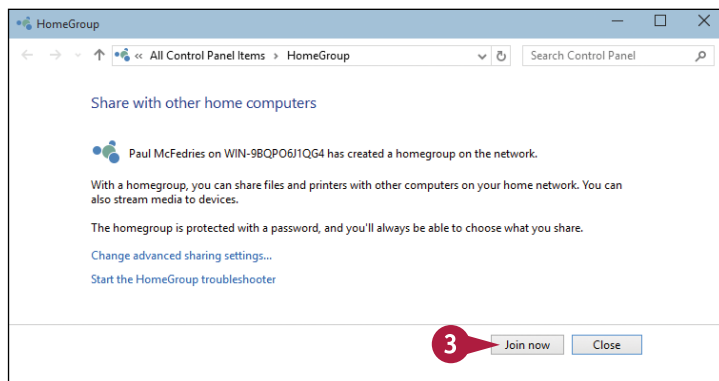 HomeGroup
« All Control Panel Items › HomeGroup
Search Control Panel
Share with other home computers
Paul McFedries on WIN-9BQPO6J1QG4 has created a homegroup on the network.
With a homegroup, you can share files and printers with other computers on your home network. You can
also stream media to devices.
The homegroup is protected with a password, and you'll always be able to choose what you share.
Change advanced sharing settings...
Start the HomeGroup troubleshooter
3
Join now
Close